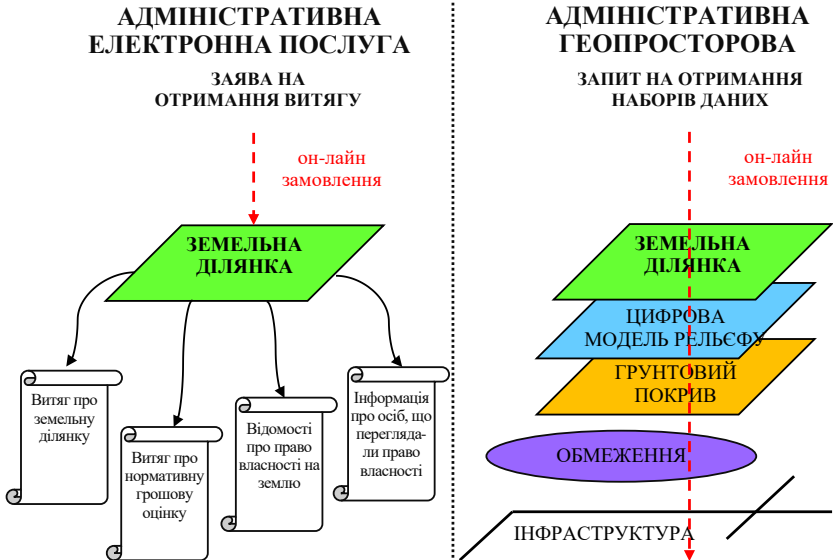 АДМІНІСТРАТИВНА
ЕЛЕКТРОННА ПОСЛУГА
ЗАЯВА НА
ОТРИМАННЯ ВИТЯГУ
он-лайн
замовлення
ЗЕМЕЛЬНА
ДІЛЯНКА
Витяг про
земельну
ділянку
Витяг про
нормативну
грошову
оцінку
Відомості
про право
власності на
землю
Інформація
про осіб, що
перегляда-
ли право
власності
АДМІНІСТРАТИВНА
ГЕОПРОСТОРОВА
ЗАПИТ НА ОТРИМАННЯ
НАБОРІВ ДАНИХ
он-лайн
замовлення
ЗЕМЕЛЬНА
ДІЛЯНКА
ЦИФРОВА
МОДЕЛЬ РЕЛЬЄФУ
ГРУНТОВИЙ
ПОКРИВ
ОБМЕЖЕННЯ
ІНФРАСТРУКТУРА